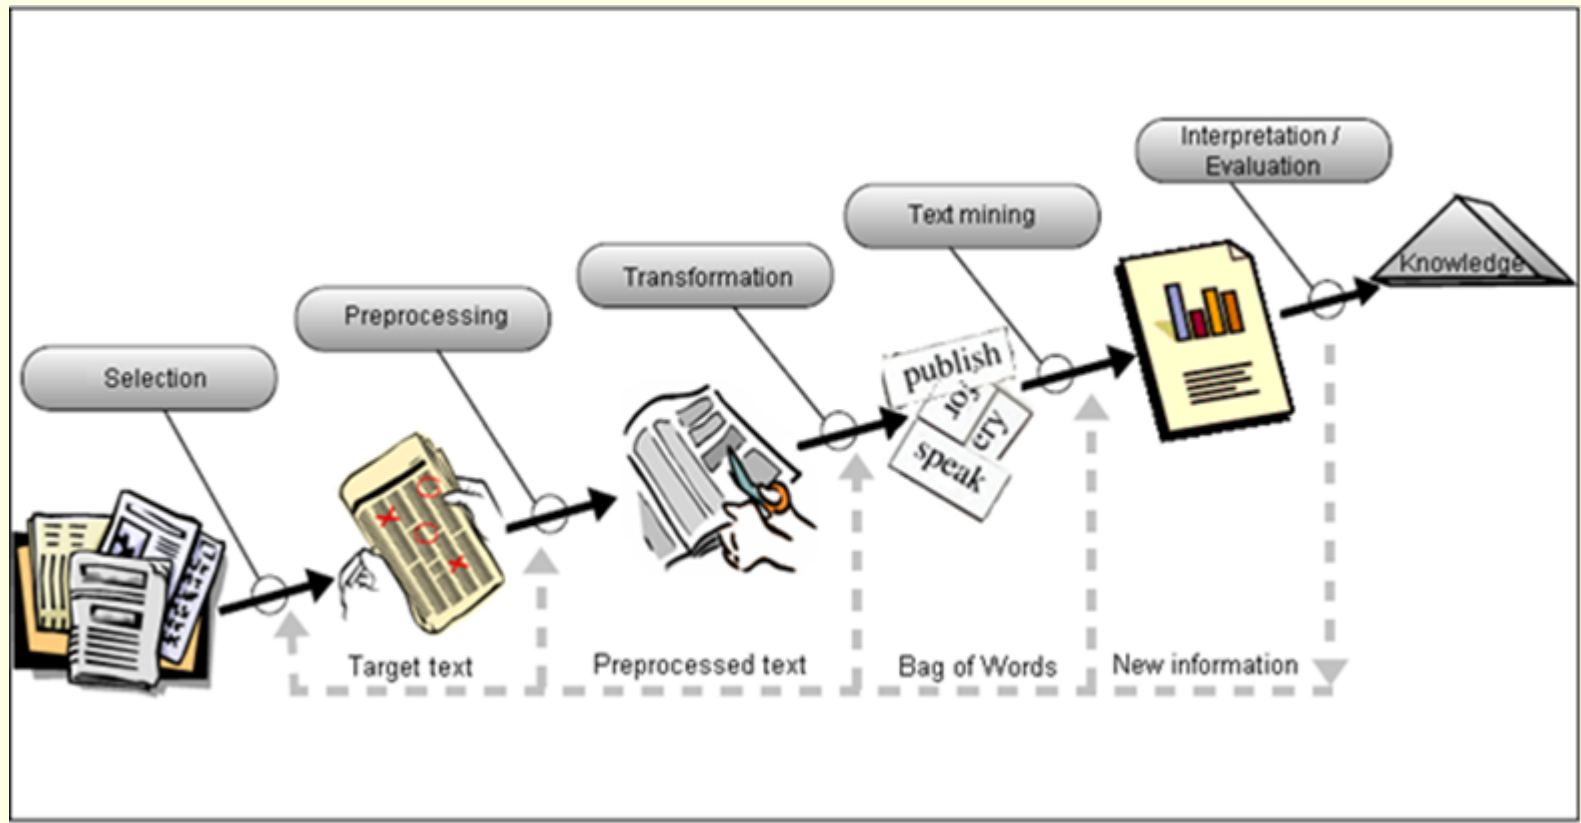 Interpretation /
Evaluation
Text mining
Knowledge
Transformation
Preprocessing
publish
Selection
ery
speak
Target text
Preprocessed text
Bag of Words
New information